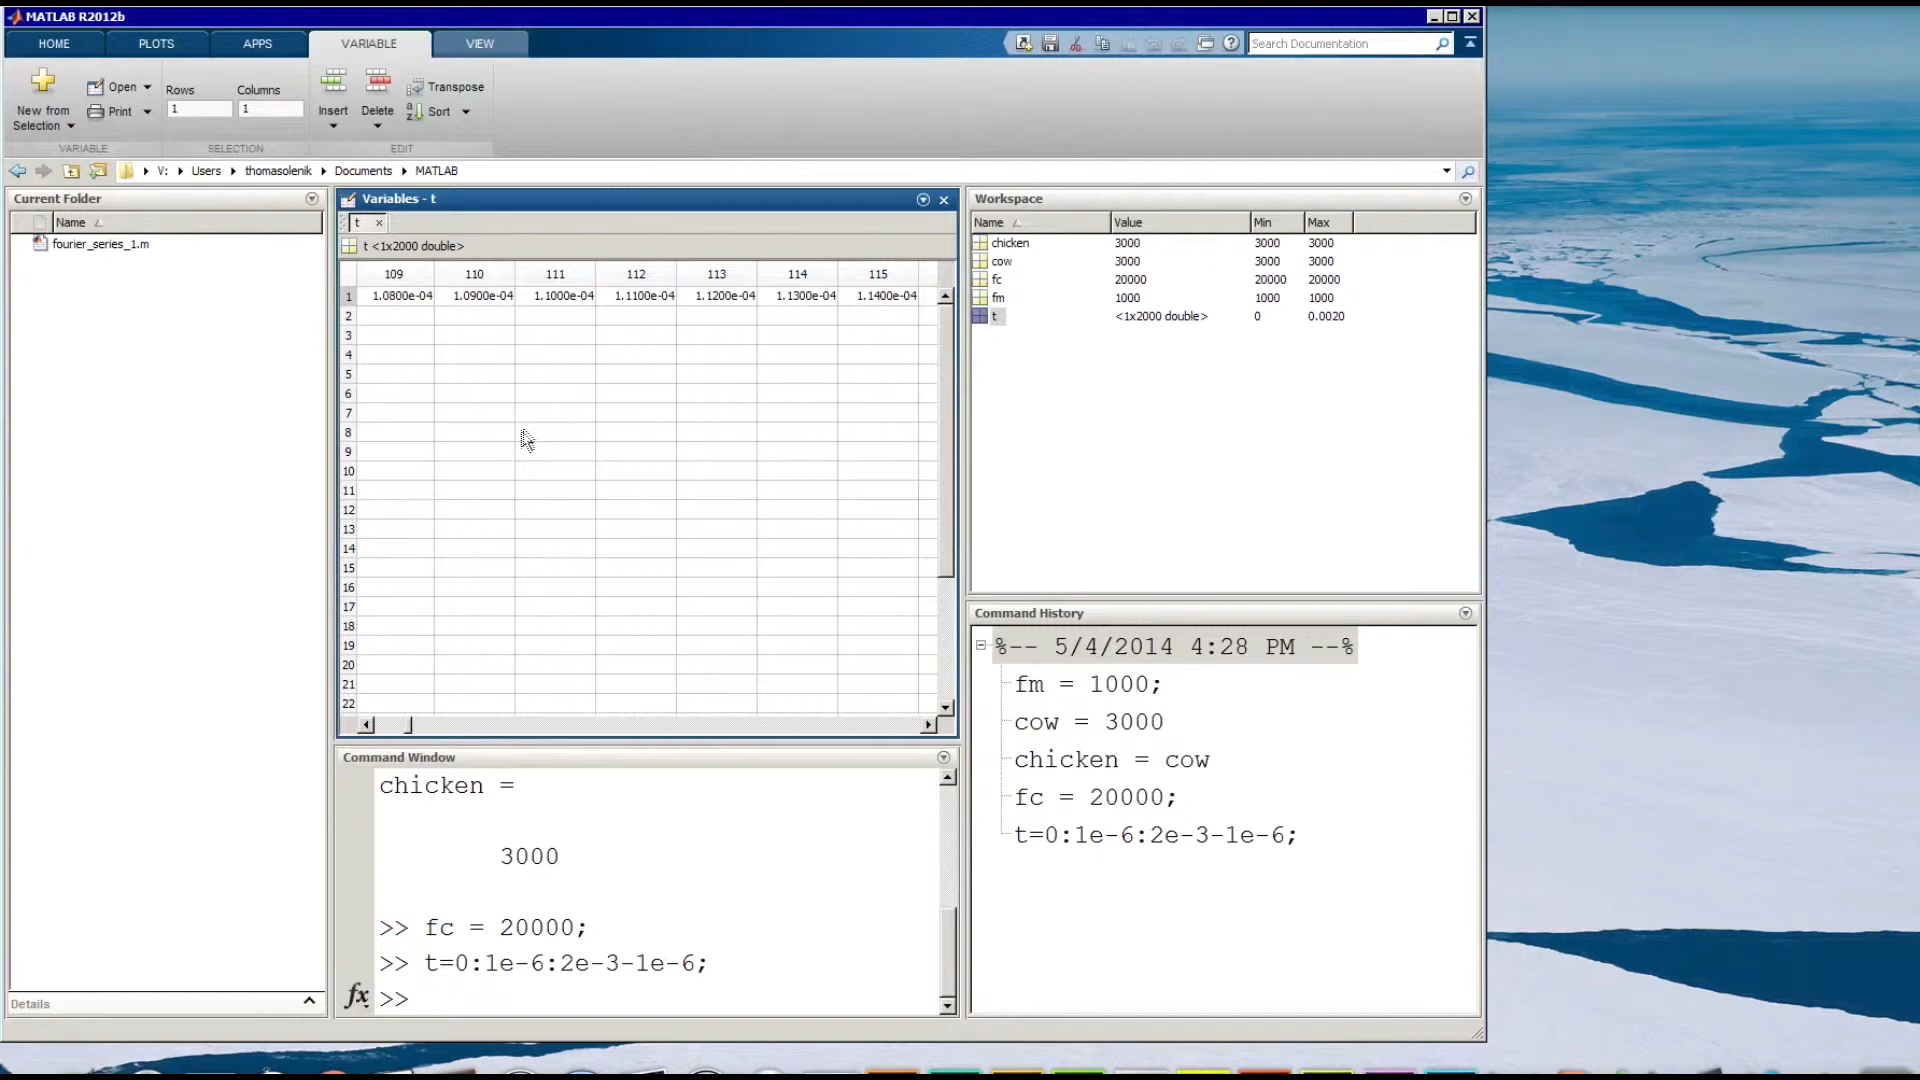 MATLAB R2012b
HOME PLOTS APPS VARIABLE VIEW
Search Documentation
New from Selection
Open
Print
Rows
1
Columns
1
Insert
Delete
Transpose
Sort
VARIABLE SELECTION EDIT
V: Users thomasolenik Documents MATLAB
Current Folder
Name
fourier_series_1.m
Details
Variables - t
t
t <1x2000 double>
109 110 111 112 113 114 115
1 1.0800e-04 1.0900e-04 1.1000e-04 1.1100e-04 1.1200e-04 1.1300e-04 1.1400e-04
2
3
4
5
6
7
8
9
10
11
12
13
14
15
16
17
18
19
20
21
22
Command Window
chicken =
3000
>> fc = 20000;
>> t=0:1e-6:2e-3-1e-6;
fx >>
Workspace
Name Value Min Max
chicken 3000 3000 3000
cow 3000 3000 3000
fc 20000 20000 20000
fm 1000 1000 1000
t <1x2000 double> 0 0.0020
Command History
%-- 5/4/2014 4:28 PM --%
fm = 1000;
cow = 3000
chicken = cow
fc = 20000;
t=0:1e-6:2e-3-1e-6;